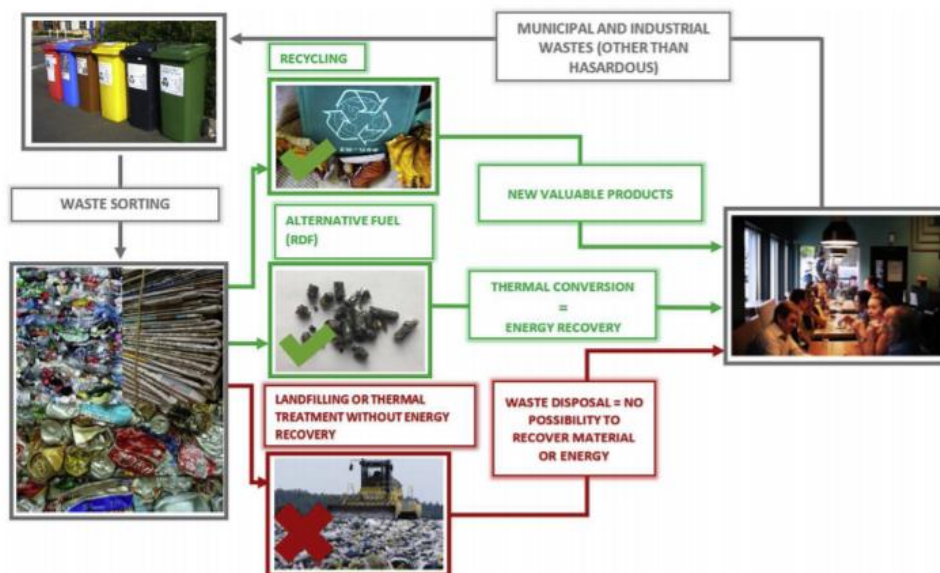 MUNICIPAL AND INDUSTRIAL
WASTES (OTHER THAN
HASARDOUS)
RECYCLING
WASTE SORTING
NEW VALUABLE PRODUCTS
ALTERNATIVE FUEL
(RDF)
THERMAL CONVERSION
=
ENERGY RECOVERY
LANDFILLING OR THERMAL
TREATMENT WITHOUT ENERGY
RECOVERY
WASTE DISPOSAL = NO
POSSIBILITY TO
RECOVER MATERIAL
OR ENERGY